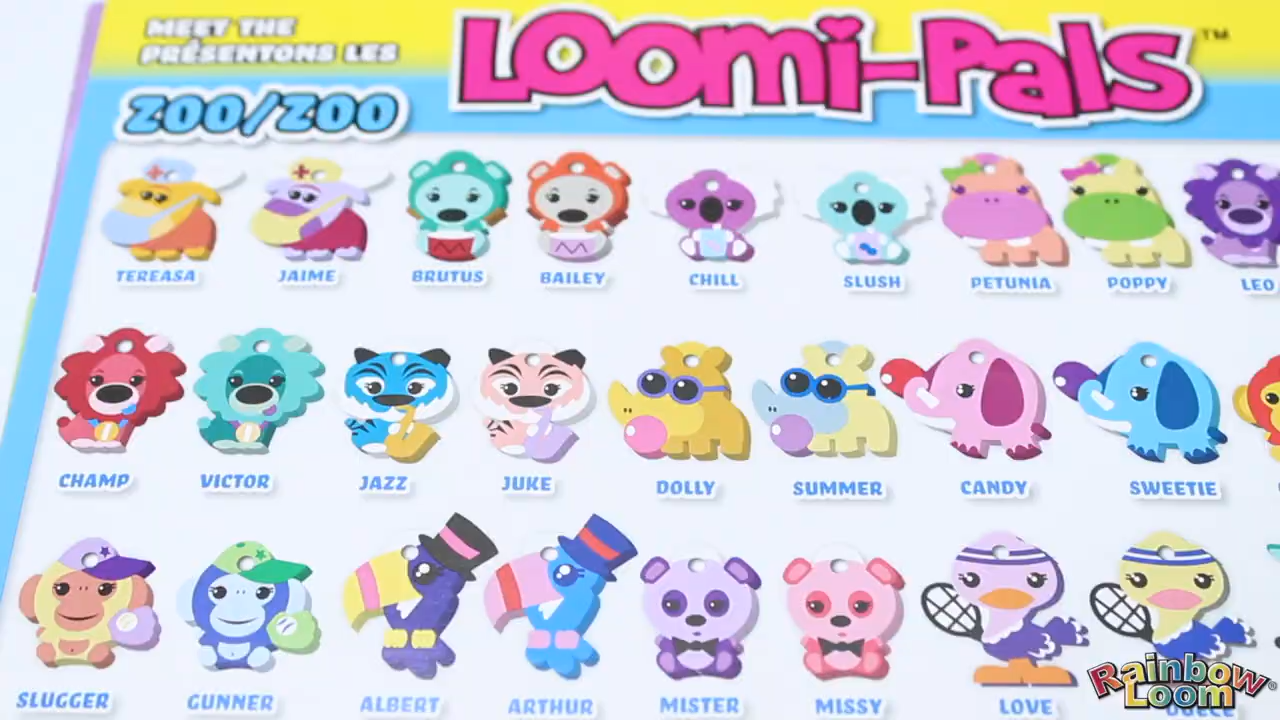 MEET THE
PRÉSENTONS LES
LOOMi-PALS™
ZOO/ZOO
TEREASA JAIME BRUTUS BAILEY CHILL SLUSH PETUNIA POPPY LEO
CHAMP VICTOR JAZZ JUKE DOLLY SUMMER CANDY SWEETIE
SLUGGER GUNNER ALBERT ARTHUR MISTER MISSY LOVE
Rainbow
Loom®